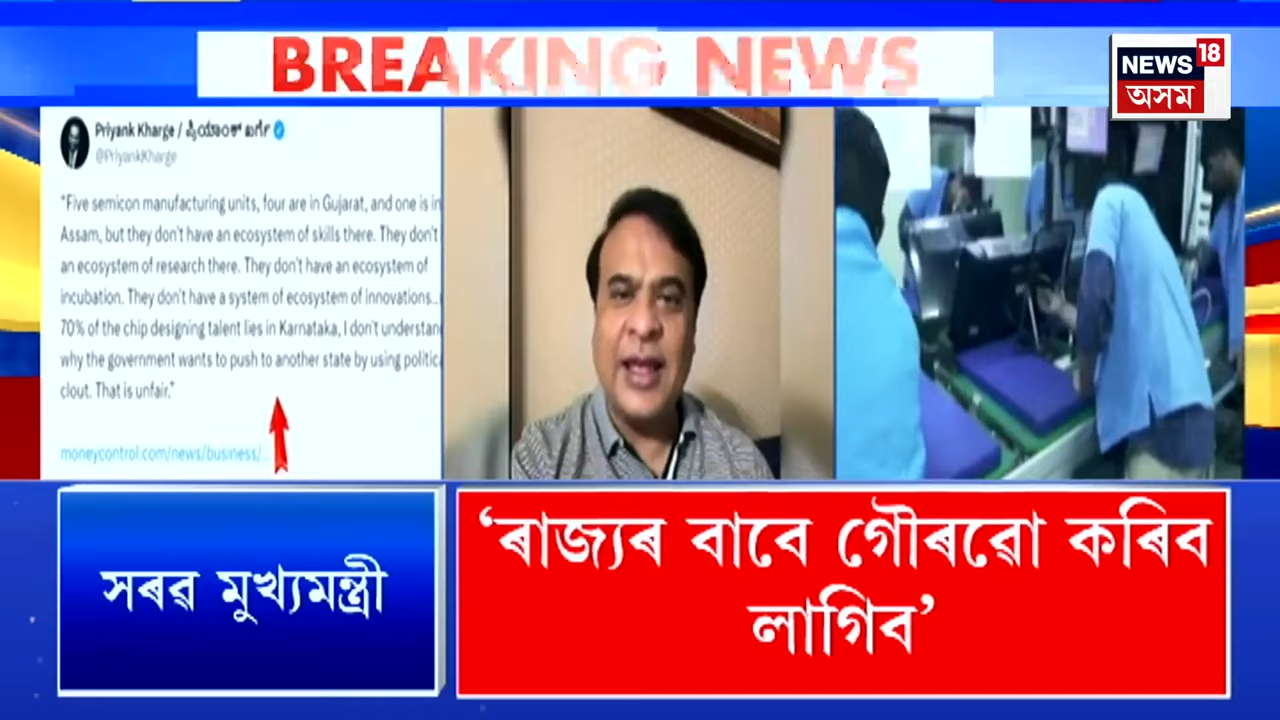 BREAKING NEWS
NEWS 18
অসম
Priyank Kharge / ಪ್ರಿಯಾಂಕ್ ಖರ್ಗೆ
@PriyankKharge
"Five semicon manufacturing units, four are in Gujarat, and one is in
Assam, but they don't have an ecosystem of skills there. They don't
an ecosystem of research there. They don't have an ecosystem of
incubation. They don't have a system of ecosystem of innovations...
70% of the chip designing talent lies in Karnataka, I don't
why the government wants to push to another state by using
clout. That is unfair."
moneycontrol.com/news/business/...
সৰৱ মুখ্যমন্ত্ৰী
‘ৰাজ্যৰ বাবে গৌৰৱো কৰিব
লাগিব’